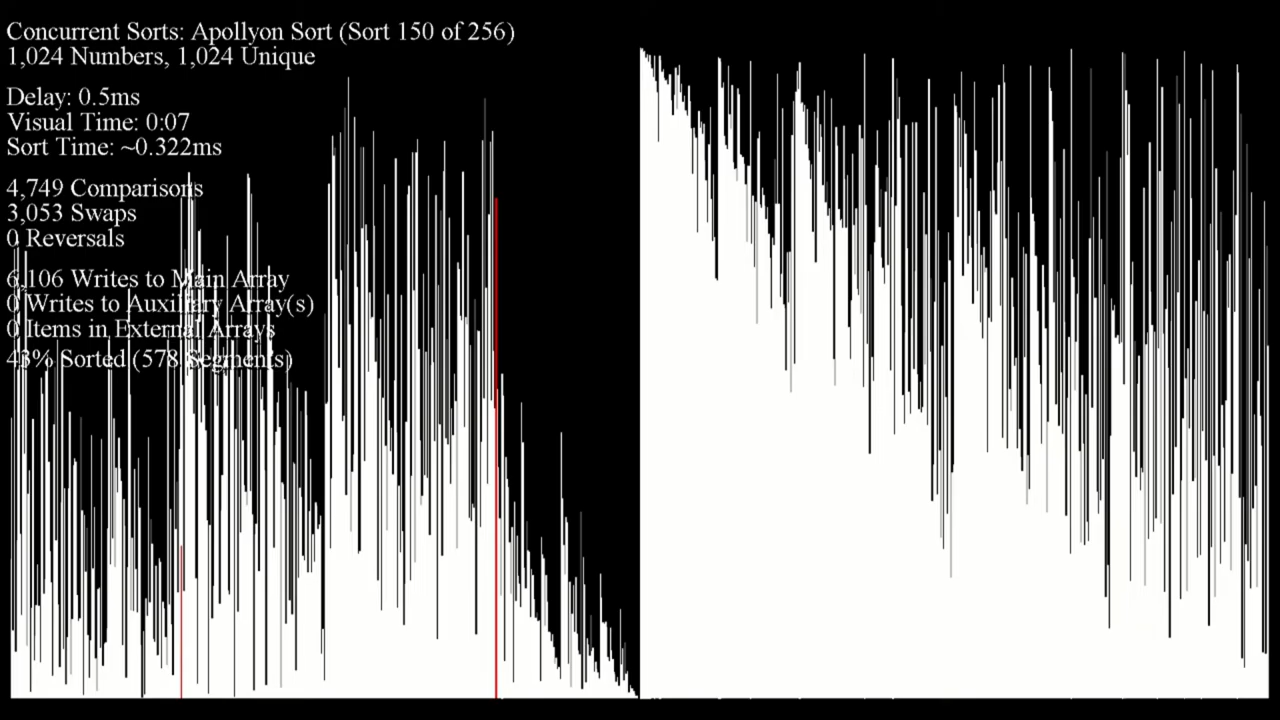 Concurrent Sorts: Apollyon Sort (Sort 150 of 256)
1,024 Numbers, 1,024 Unique
Delay: 0.5ms
Visual Time: 0:07
Sort Time: ~0.322ms
4,749 Comparisons
3,053 Swaps
0 Reversals
6,106 Writes to Main Array
0 Writes to Auxiliary Array(s)
0 Items in External Arrays
43% Sorted (578 Segments)